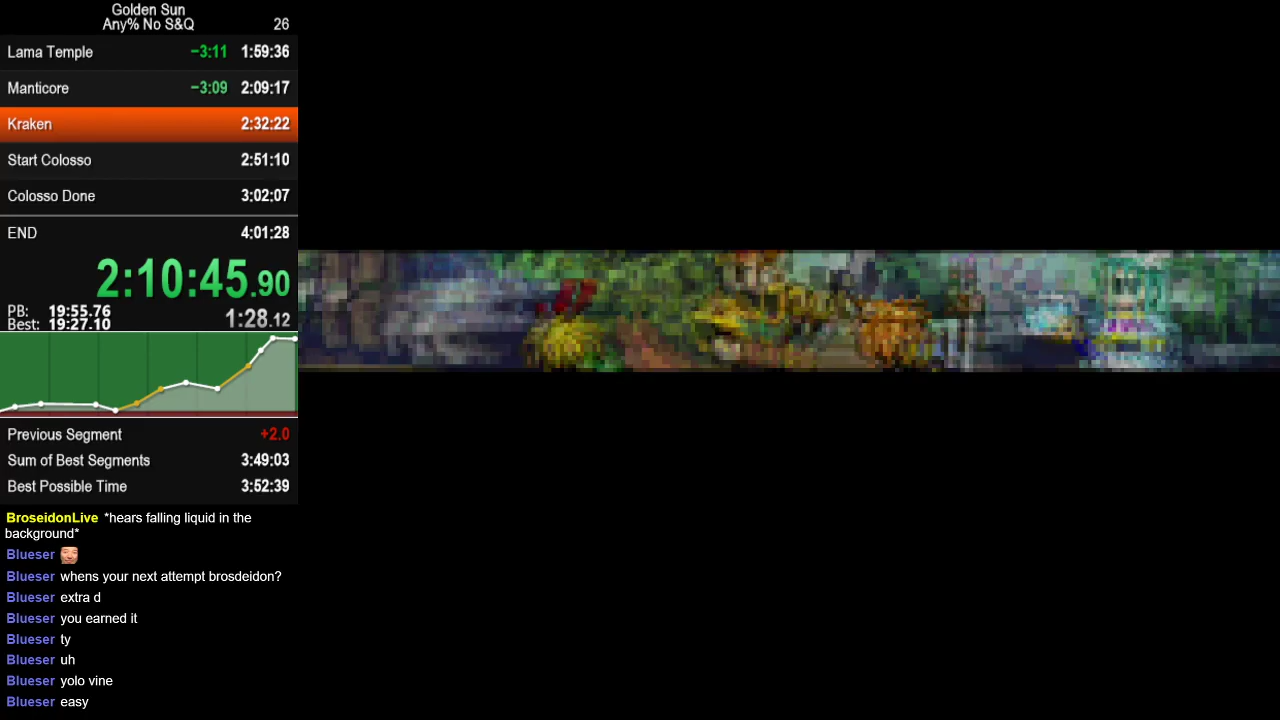 Golden Sun
Any% No S&Q 26
Lama Temple −3:11 1:59:36
Manticore −3:09 2:09:17
Kraken 2:32:22
Start Colosso 2:51:10
Colosso Done 3:02:07
END 4:01:28
2:10:45.90
PB: 19:55.76
Best: 19:27.10 1:28.12
Previous Segment +2.0
Sum of Best Segments 3:49:03
Best Possible Time 3:52:39
BroseidonLive *hears falling liquid in the
background*
Blueser
Blueser whens your next attempt brosdeidon?
Blueser extra d
Blueser you earned it
Blueser ty
Blueser uh
Blueser yolo vine
Blueser easy